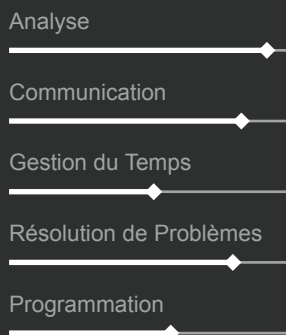 Analyse
Communication
Gestion du Temps
Résolution de Problèmes
Programmation